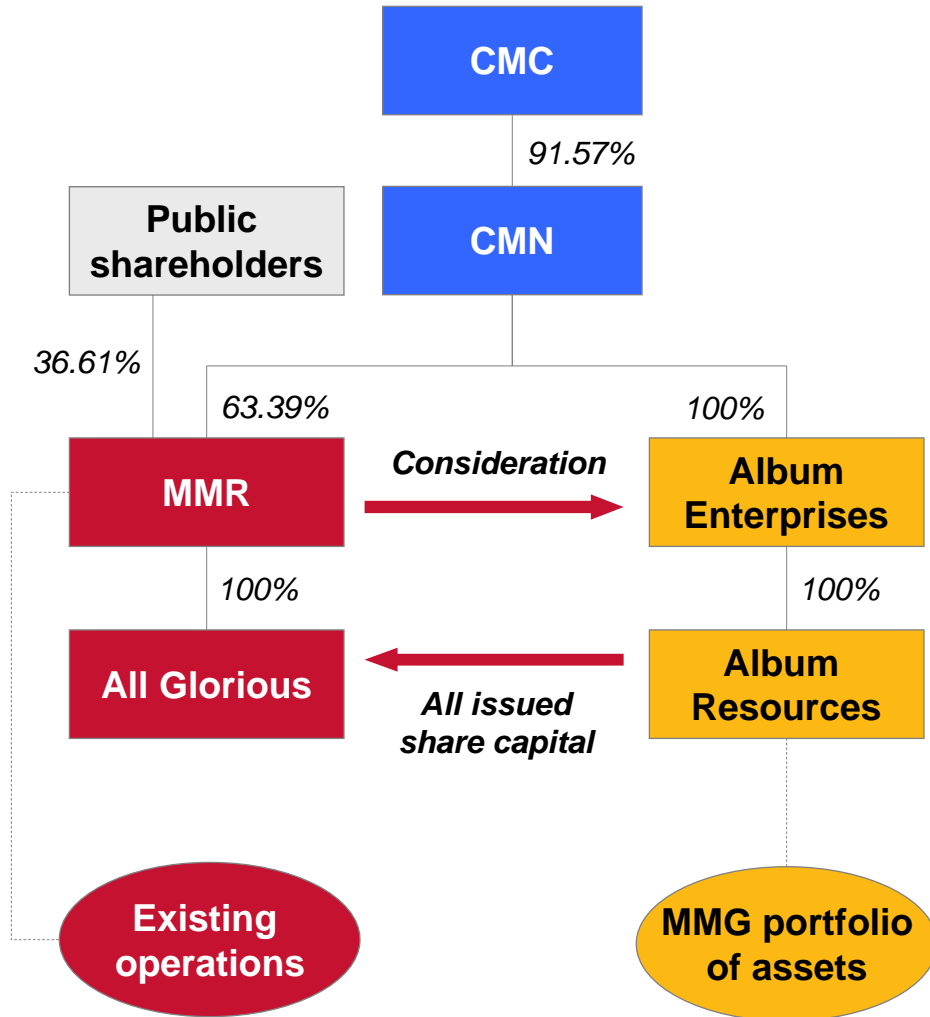 CMC
91.57%
Public
shareholders
CMN
36.61%
63.39%
100%
MMR
Consideration
Album
Enterprises
100%
100%
All Glorious
All issued
share capital
Album
Resources
Existing
operations
MMG portfolio
of assets